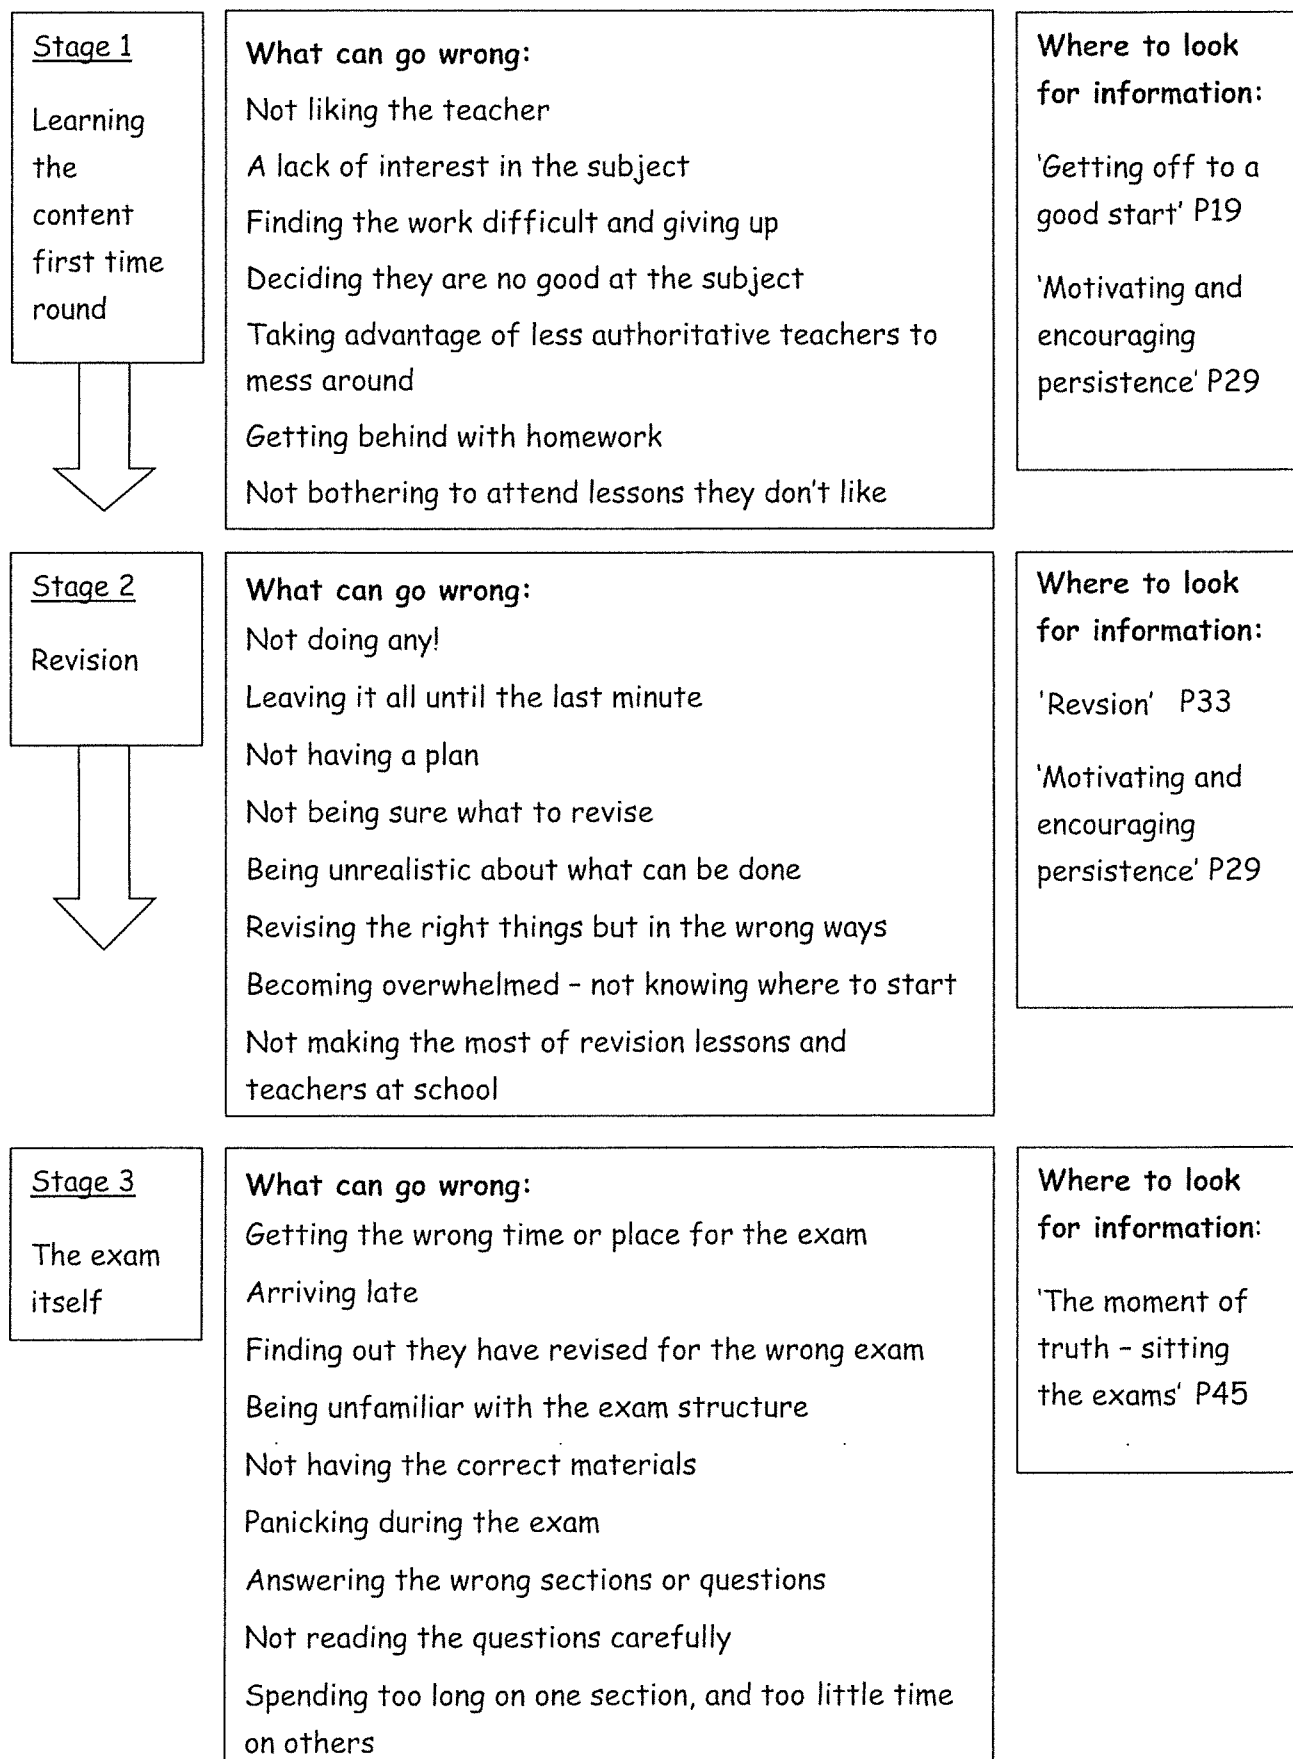 Stage 1
Learning
the
content
first time
round
What can go wrong:
Not liking the teacher
A lack of interest in the subject
Finding the work difficult and giving up
Deciding they are no good at the subject
Taking advantage of less authoritative teachers to
mess around
Getting behind with homework
Not bothering to attend lessons they don't like
Where to look
for information:
'Getting off to a
good start' P19
'Motivating and
encouraging
persistence' P29
Stage 2
Revision
What can go wrong:
Not doing any!
Leaving it all until the last minute
Not having a plan
Not being sure what to revise
Being unrealistic about what can be done
Revising the right things but in the wrong ways
Becoming overwhelmed – not knowing where to start
Not making the most of revision lessons and
teachers at school
Where to look
for information:
'Revsion' P33
'Motivating and
encouraging
persistence' P29
Stage 3
The exam
itself
What can go wrong:
Getting the wrong time or place for the exam
Arriving late
Finding out they have revised for the wrong exam
Being unfamiliar with the exam structure
Not having the correct materials
Panicking during the exam
Answering the wrong sections or questions
Not reading the questions carefully
Spending too long on one section, and too little time
on others
Where to look
for information:
'The moment of
truth – sitting
the exams' P45